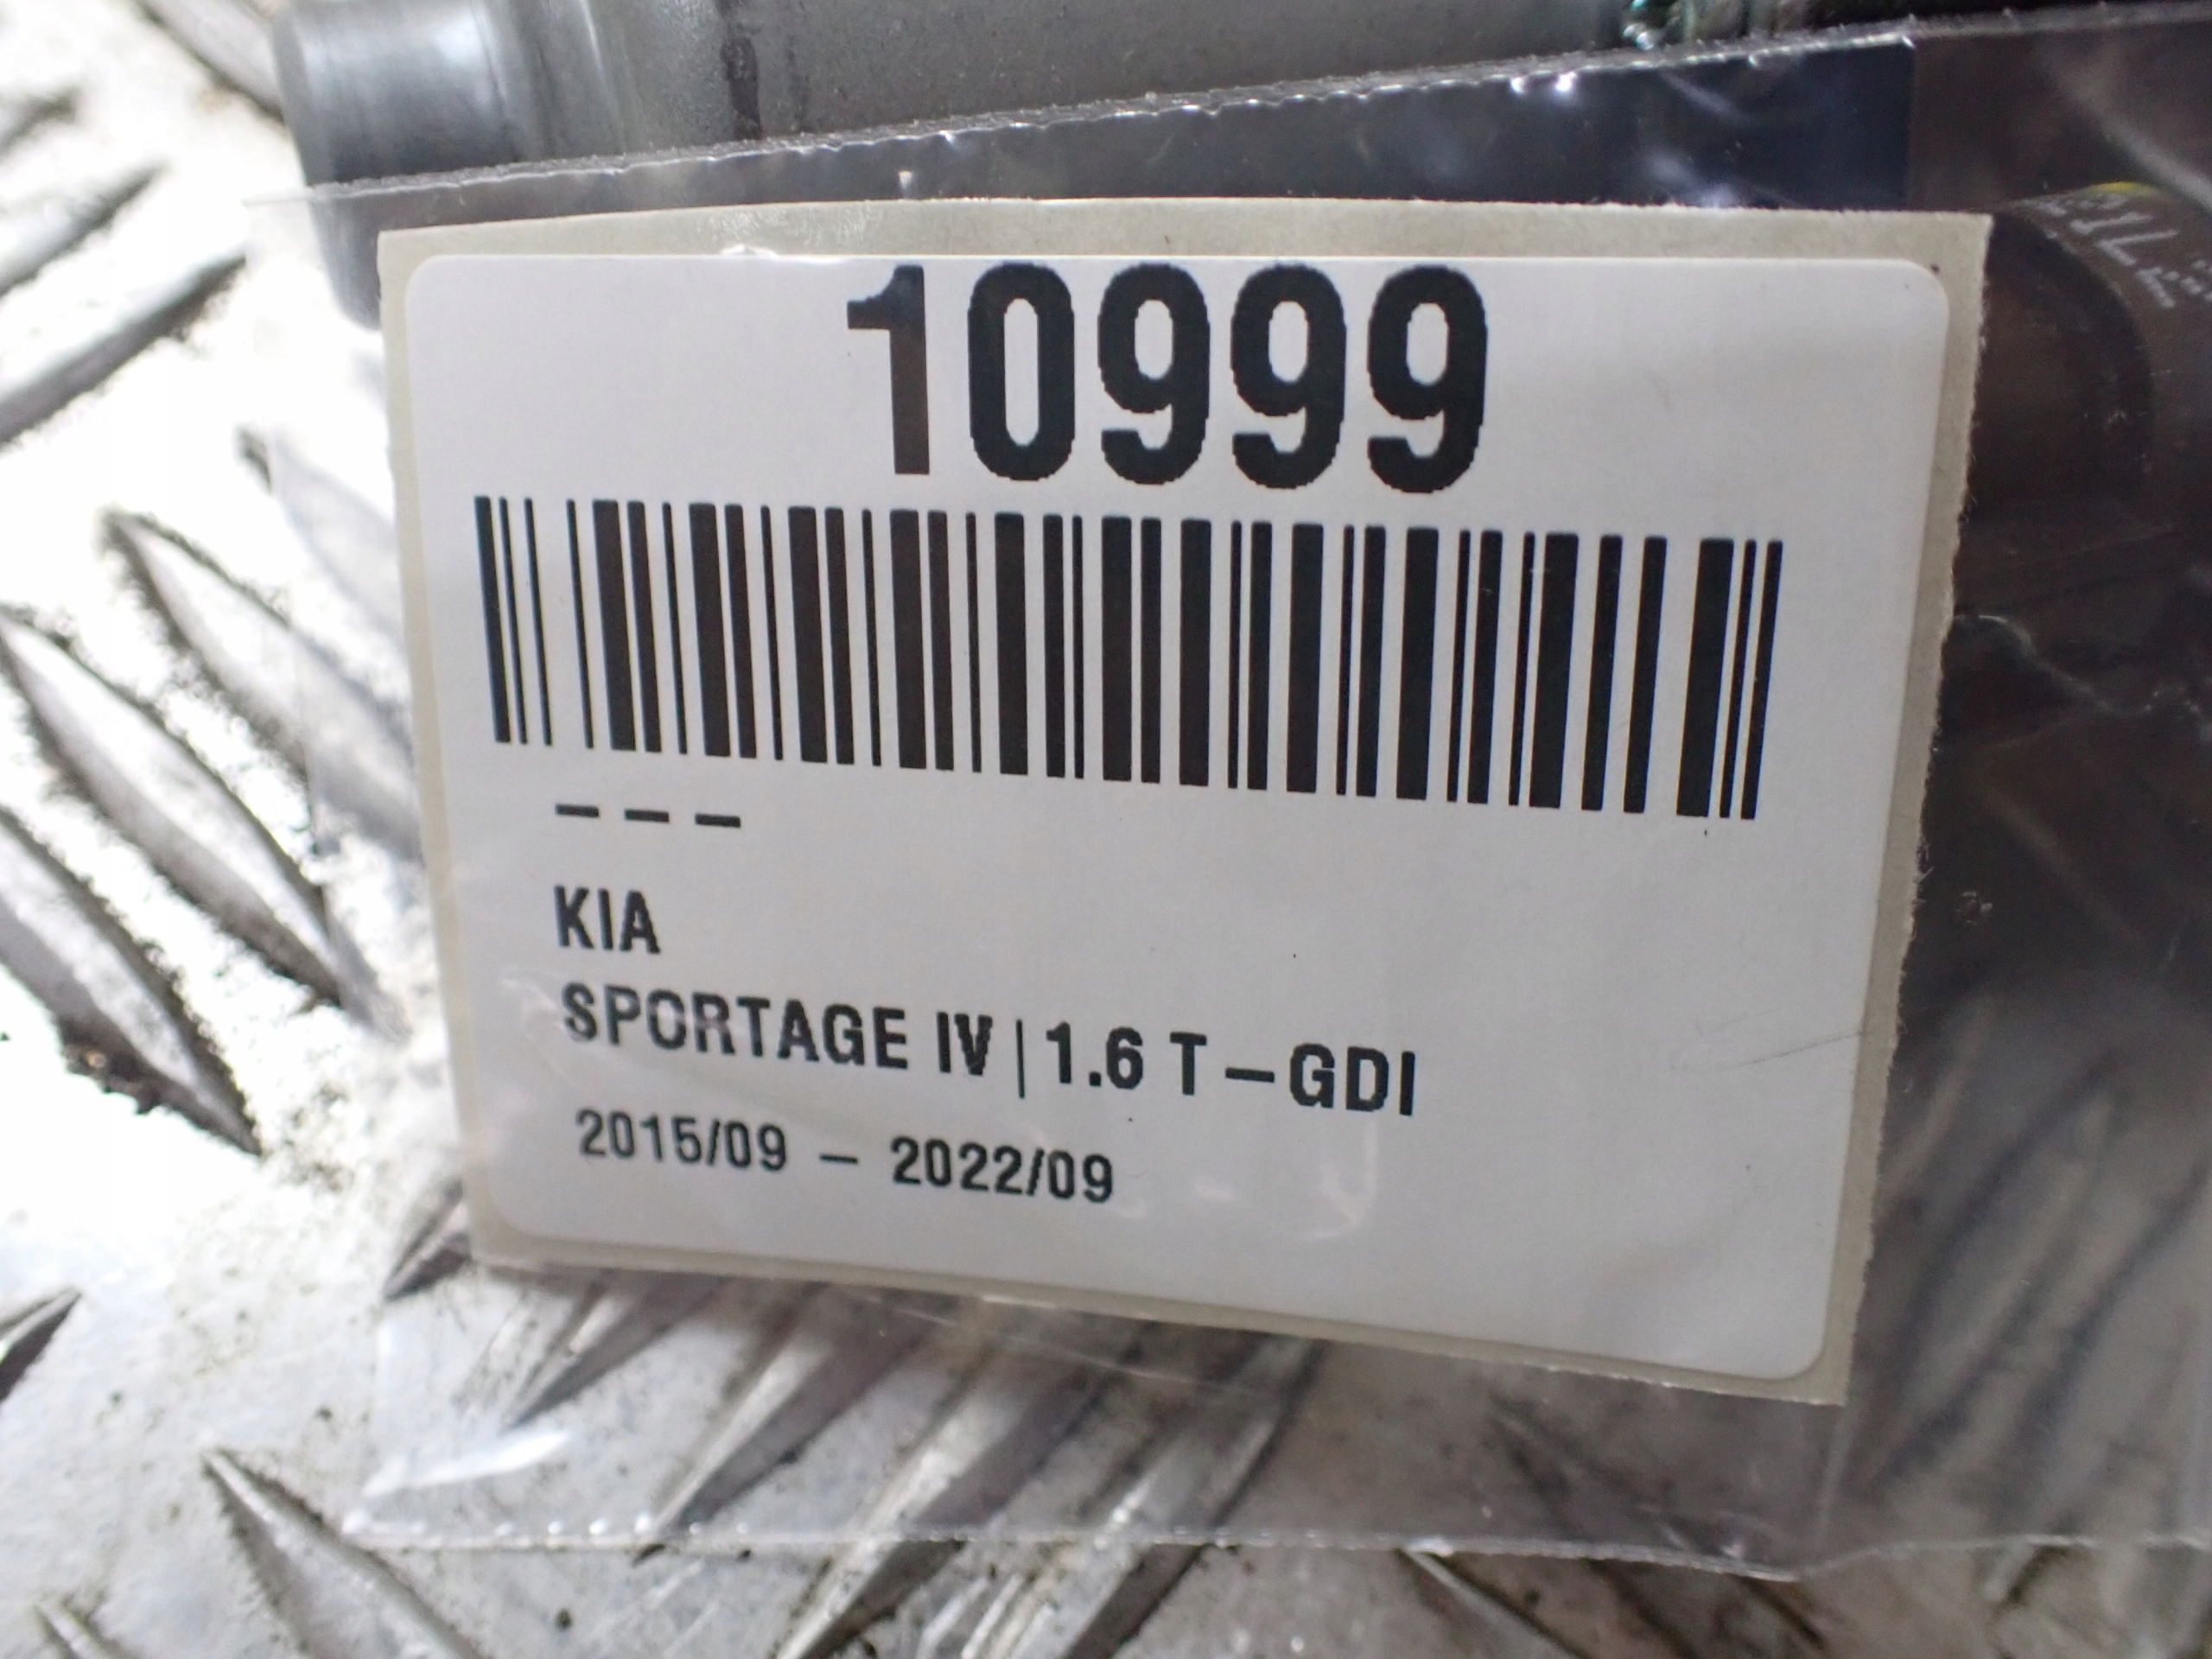 10999
– – –
KIA
SPORTAGE IV | 1.6 T–GDI
2015/09 – 2022/09